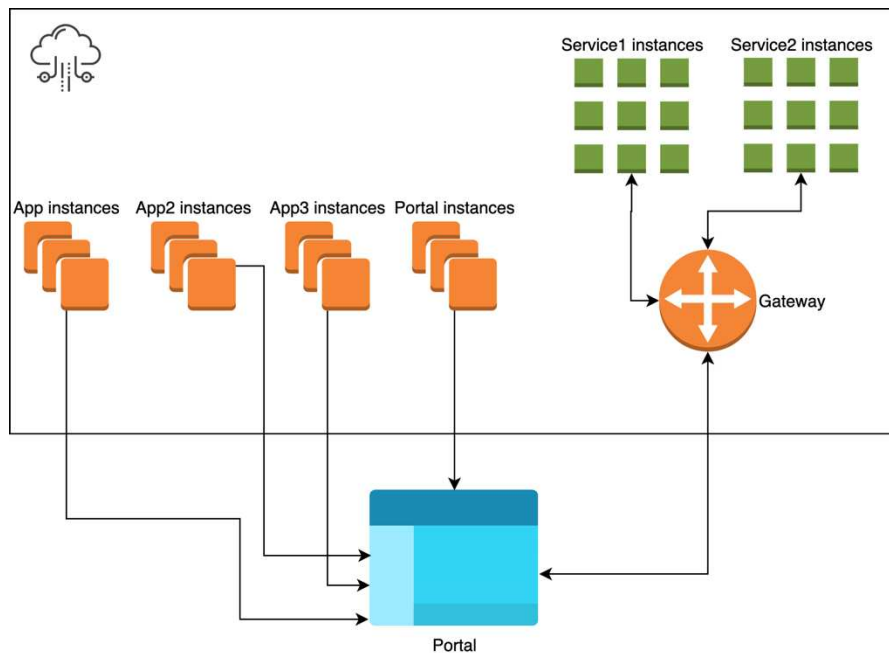 Service1 instances
Service2 instances
App instances
App2 instances
App3 instances
Portal instances
Gateway
Portal